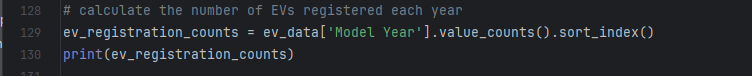 128 # calculate the number of EVs registered each year
129 ev_registration_counts = ev_data['Model Year'].value_counts().sort_index()
130 print(ev_registration_counts)